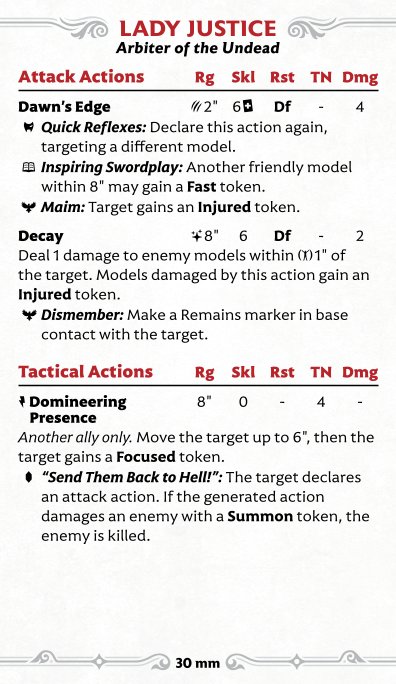 LADY JUSTICE
Arbiter of the Undead
Attack Actions Rg Skl Rst TN Dmg
Dawn's Edge 2" 6 Df - 4
Quick Reflexes: Declare this action again,
targeting a different model.
Inspiring Swordplay: Another friendly model
within 8" may gain a Fast token.
Maim: Target gains an Injured token.
Decay 8" 6 Df - 2
Deal 1 damage to enemy models within 1" of
the target. Models damaged by this action gain an
Injured token.
Dismember: Make a Remains marker in base
contact with the target.
Tactical Actions Rg Skl Rst TN Dmg
Domineering 8" 0 - 4 -
Presence
Another ally only. Move the target up to 6", then the
target gains a Focused token.
“Send Them Back to Hell!”: The target declares
an attack action. If the generated action
damages an enemy with a Summon token, the
enemy is killed.
30 mm